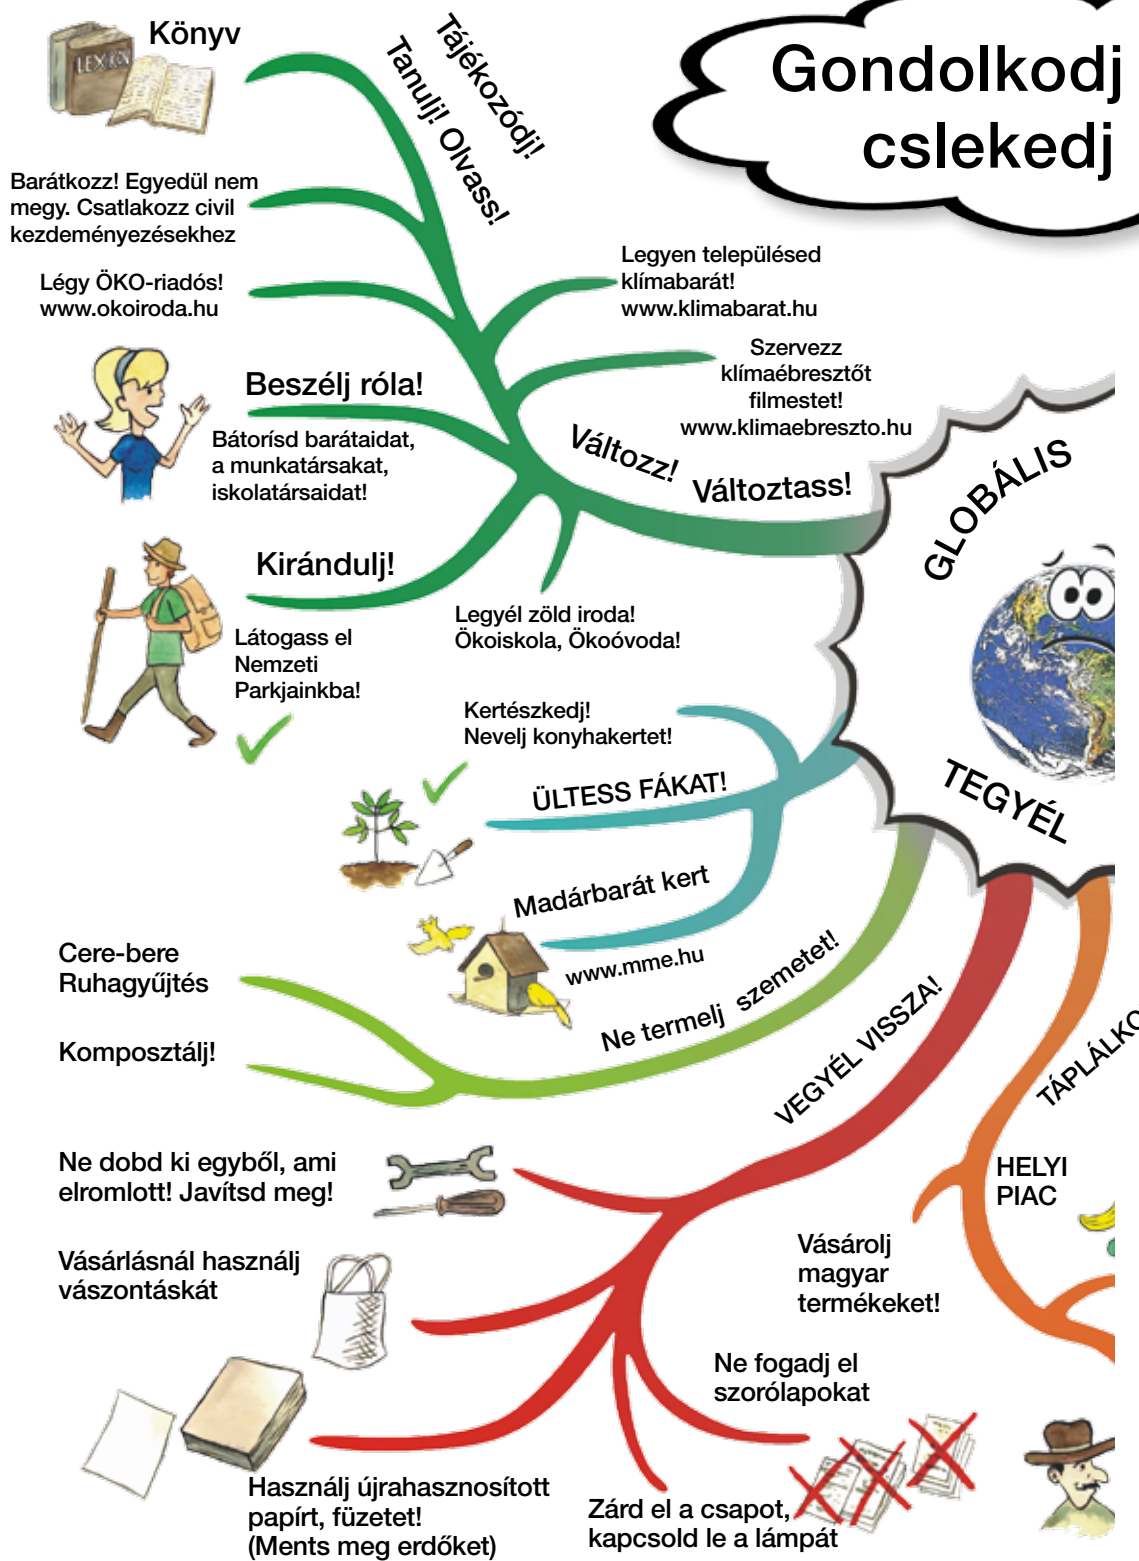 Könyv
Tájékozódj!
Tanulj! Olvass!
Gondolkodj
cslekedj
Barátkozz! Egyedül nem
megy. Csatlakozz civil
kezdeményezésekhez
Légy ÖKO-riadós!
www.okoiroda.hu
Legyen településed
klímabarát!
www.klimabarat.hu
Szervezz
klímaébresztőt
filmestet!
www.klimaebreszto.hu
Beszélj róla!
Bátorísd barátaidat,
a munkatársakat,
iskolatársaidat!
Változz!
Változtass!
GLOBÁLIS
Kirándulj!
Látogass el
Nemzeti
Parkjainkba!
Legyél zöld iroda!
Ökoiskola, Ökoóvoda!
Kertészkedj!
Nevelj konyhakertet!
ÜLTESS FÁKAT!
TEGYÉL
Madárbarát kert
www.mme.hu
Cere-bere
Ruhagyűjtés
Komposztálj!
Ne termelj szemetet!
VEGYÉL VISSZA!
TÁPLÁLKO
HELYI
PIAC
Ne dobd ki egyből, ami
elromlott! Javítsd meg!
Vásárlásnál használj
vászontáskát
Vásárolj
magyar
termékeket!
Ne fogadj el
szorólapokat
Használj újrahasznosított
papírt, füzetet!
(Ments meg erdőket)
Zárd el a csapot,
kapcsold le a lámpát
LEXIKON